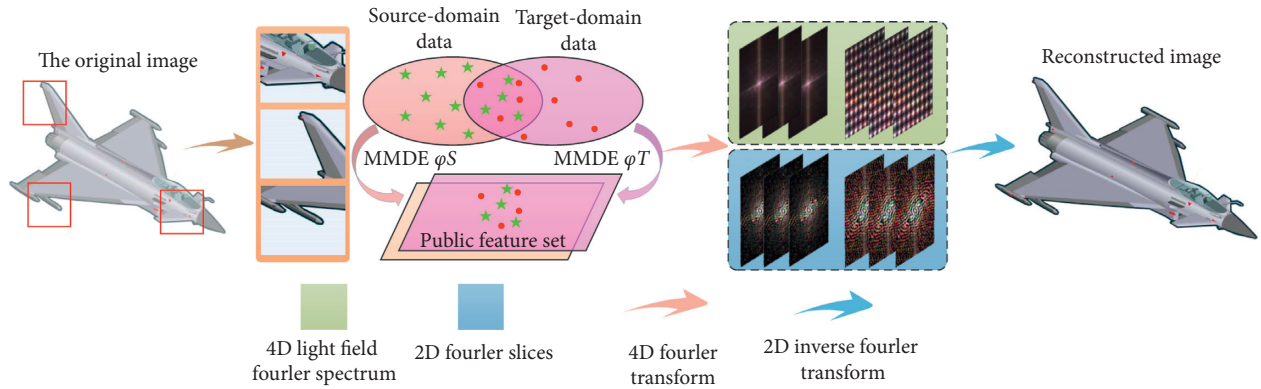 The original image
Source-domain
data
Target-domain
data
MMDE φS
MMDE φT
Public feature set
Reconstructed image
4D light field
fourler spectrum
2D fourler slices
4D fourler
transform
2D inverse fourler
transform